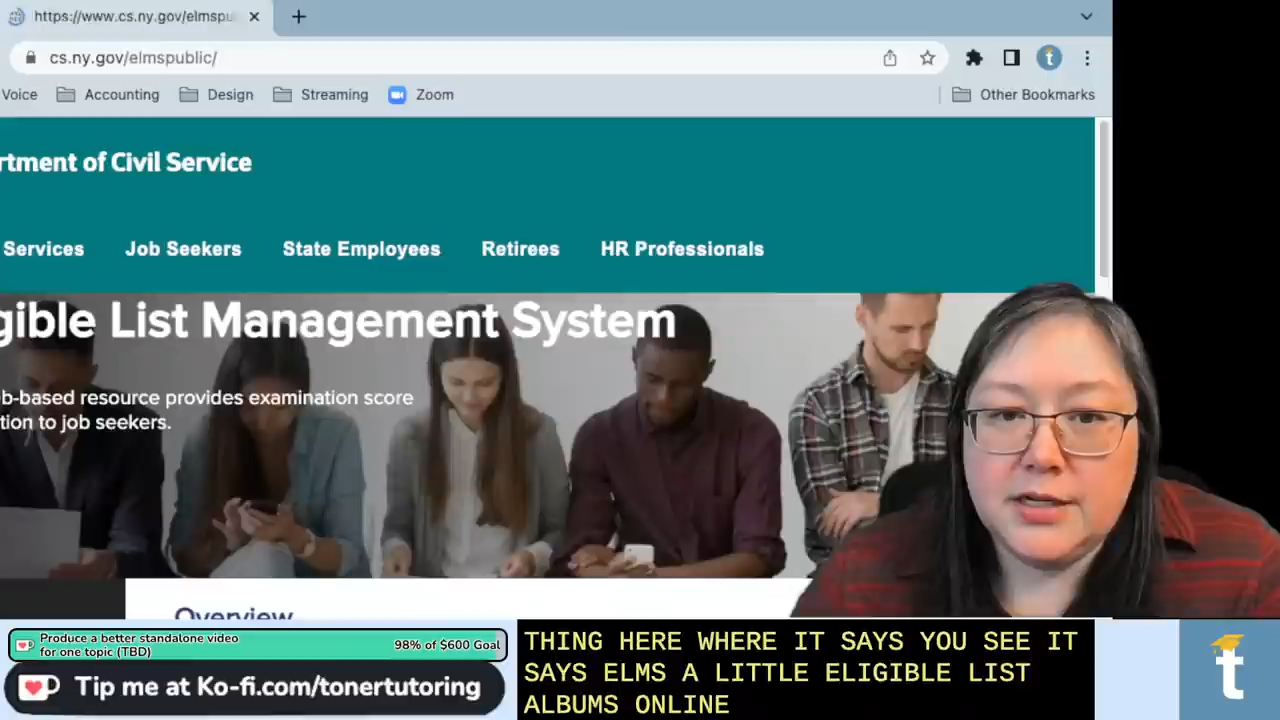 https://www.cs.ny.gov/elmspu
cs.ny.gov/elmspublic/
Voice Accounting Design Streaming Zoom Other Bookmarks
rtment of Civil Service
Services Job Seekers State Employees Retirees HR Professionals
gible List Management System
b-based resource provides examination score
tion to job seekers.
Overview
Produce a better standalone video
for one topic (TBD)
98% of $600 Goal
Tip me at Ko-fi.com/tonertutoring
THING HERE WHERE IT SAYS YOU SEE IT
SAYS ELMS A LITTLE ELIGIBLE LIST
ALBUMS ONLINE
t